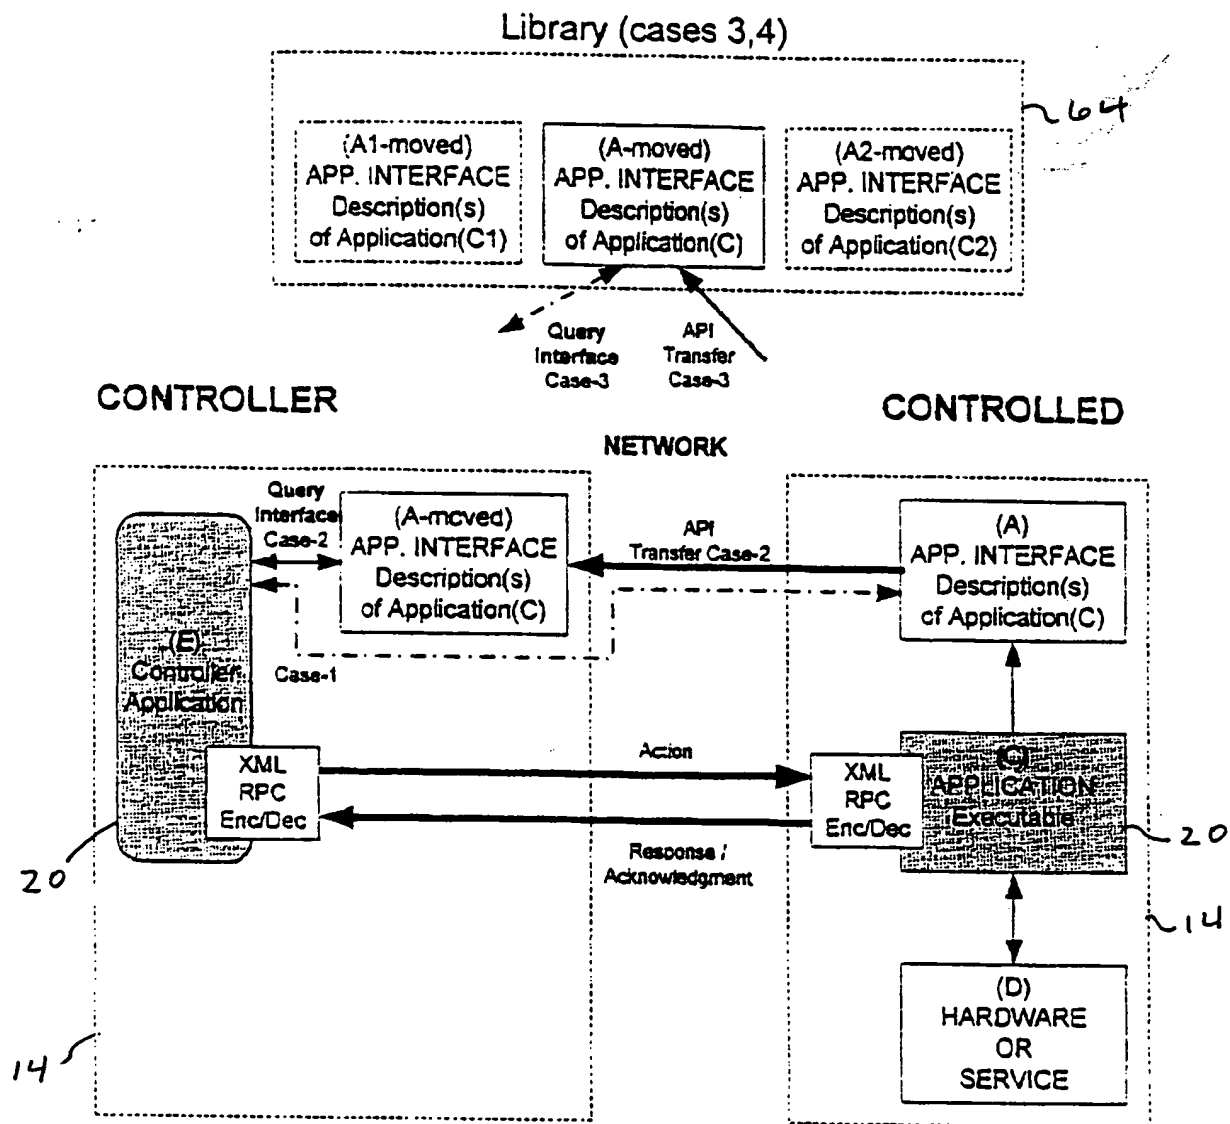 Library (cases 3,4)
64
(A1-moved)
APP. INTERFACE
Description(s)
of Application(C1)
(A-moved)
APP. INTERFACE
Description(s)
of Application(C)
(A2-moved)
APP. INTERFACE
Description(s)
of Application(C2)
Query
Interface
Case-3
API
Transfer
Case-3
CONTROLLER
CONTROLLED
NETWORK
Query
Interface
Case-2
(A-moved)
APP. INTERFACE
Description(s)
of Application(C)
API
Transfer Case-2
(A)
APP. INTERFACE
Description(s)
of Application(C)
(E)
Controller
Application
Case-1
XML
RPC
Enc/Dec
Action
XML
RPC
Enc/Dec
(C)
APPLICATION
Executable
Response /
Acknowledgment
20
20
14
(D)
HARDWARE
OR
SERVICE
14